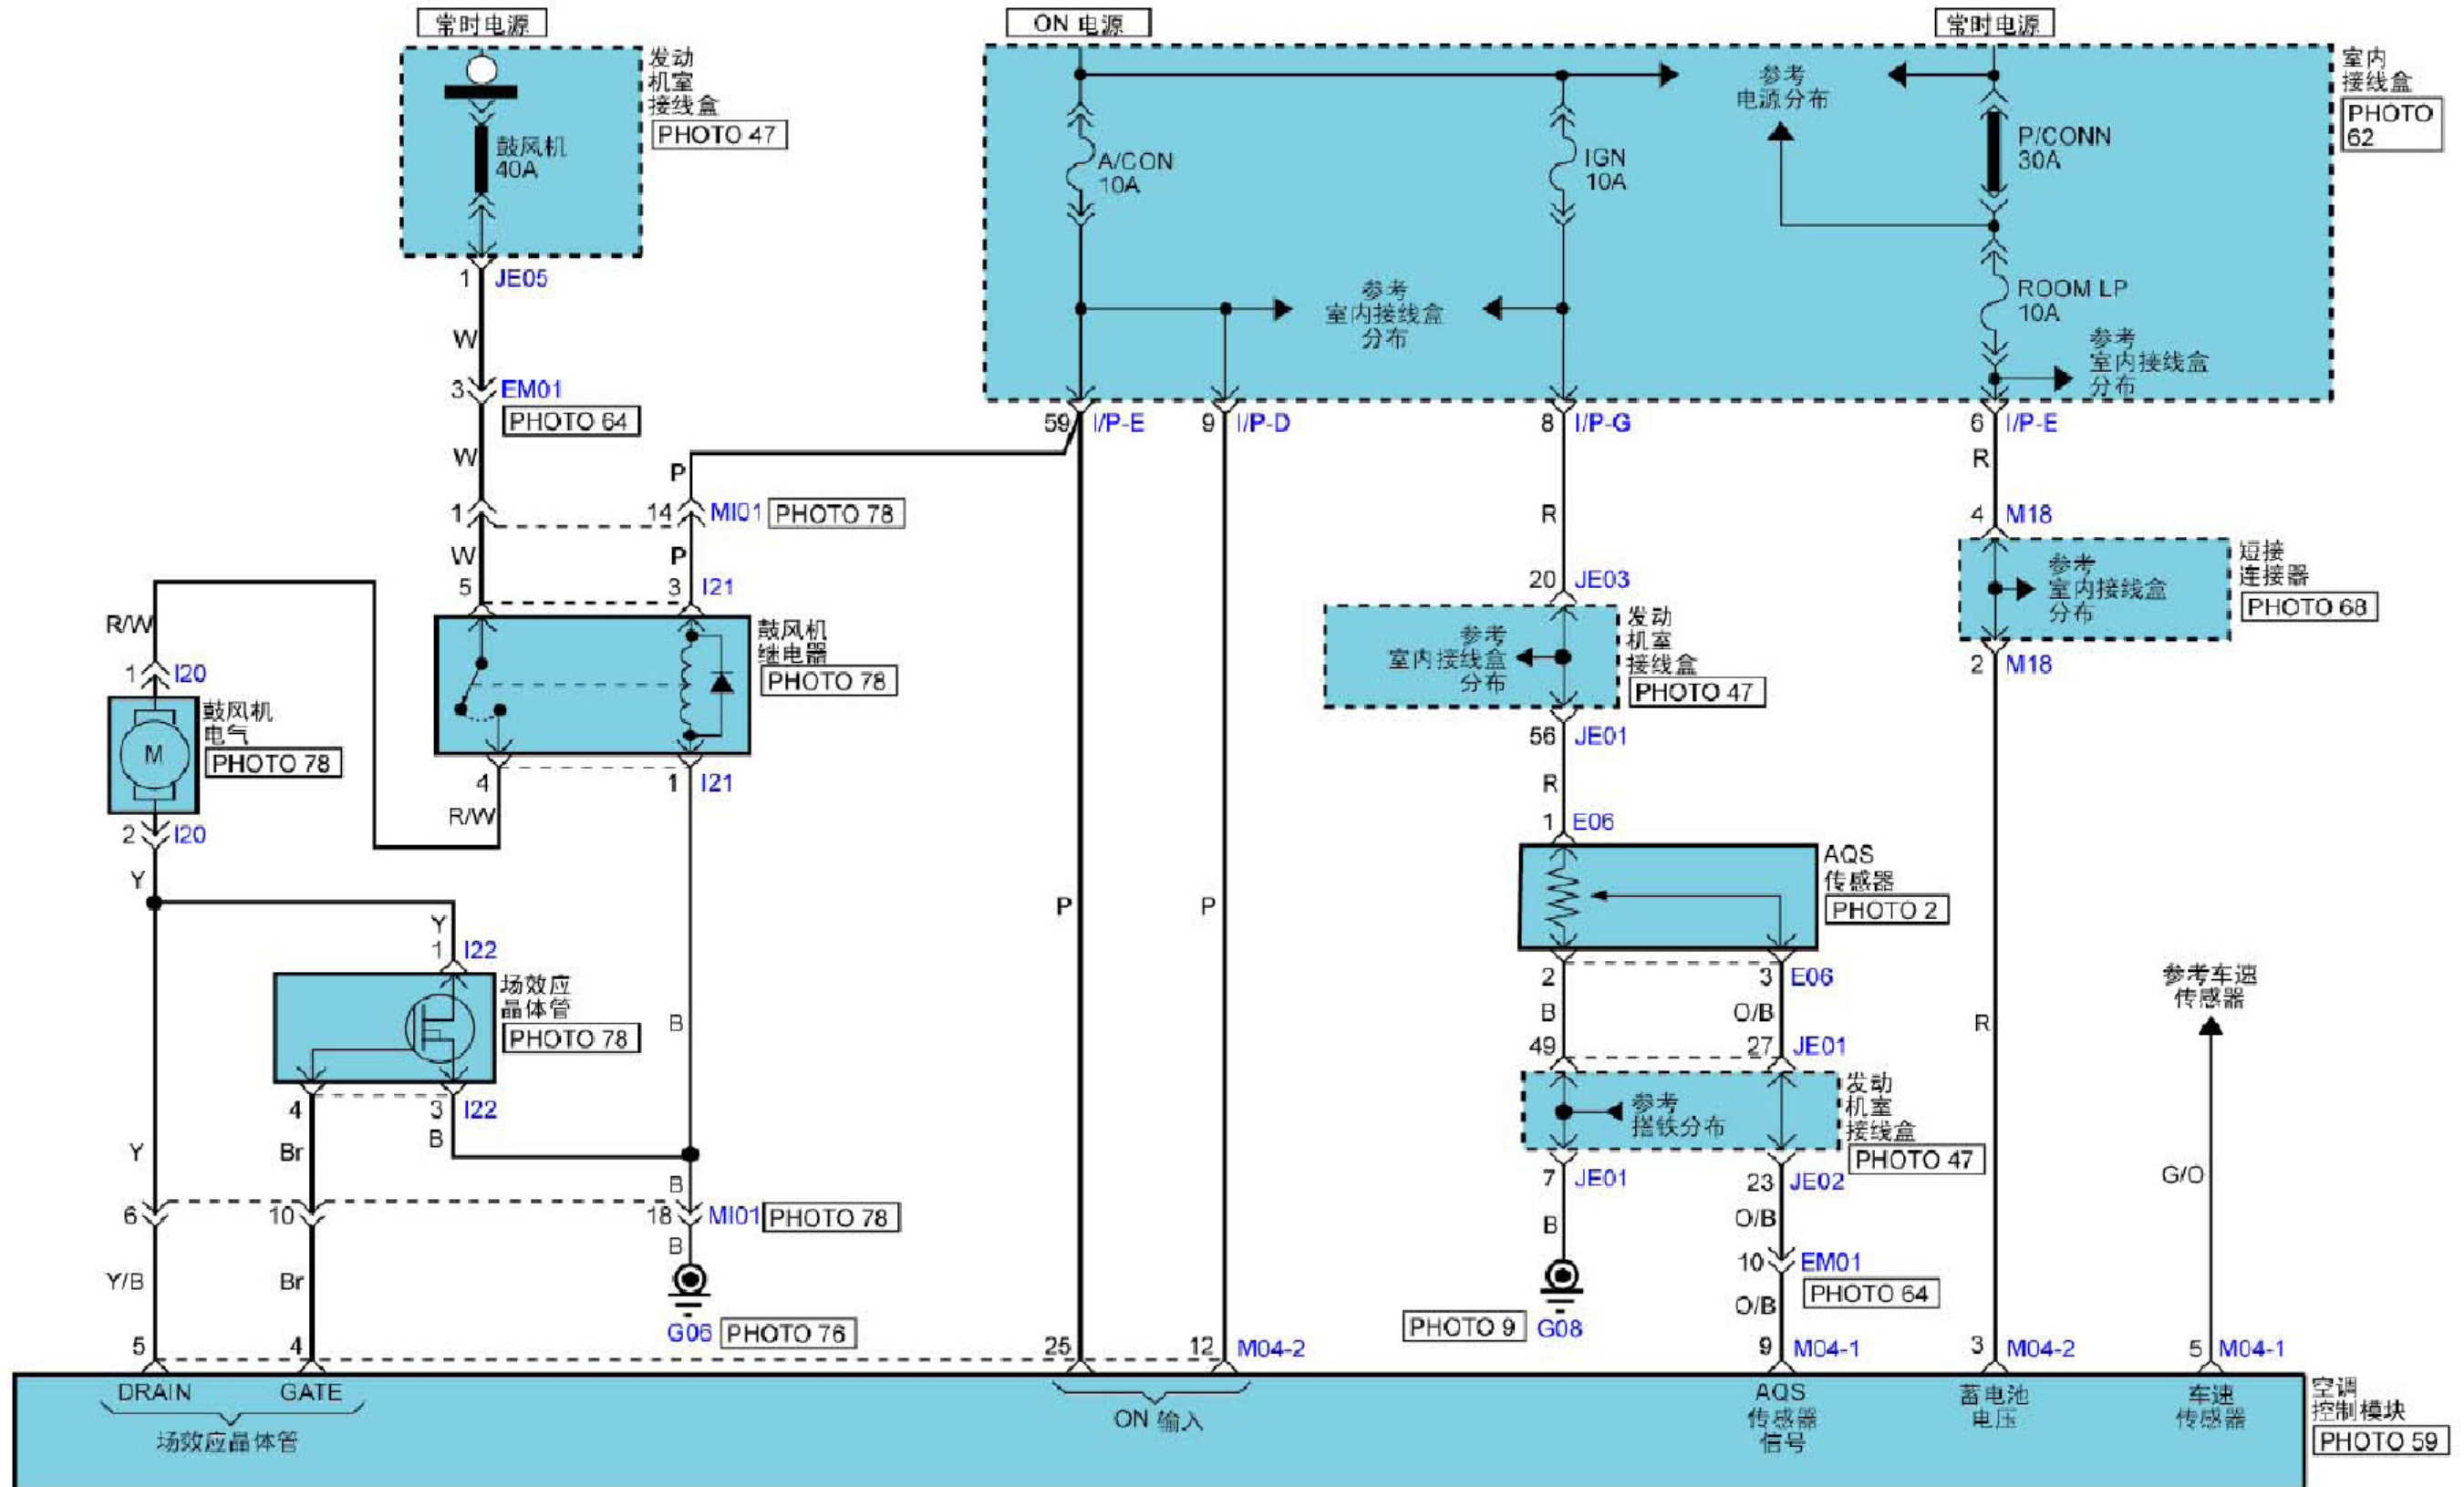 常时电源
ON 电源
常时电源
发动
机室
接线盒
PHOTO 47
鼓风机
40A
1 JE05
W
3 EM01
PHOTO 64
W
1
P
14 MI01 PHOTO 78
W
P
5
3 I21
鼓风机
继电器
PHOTO 78
4
1 I21
R/W
R/W
1 I20
鼓风机
电气
PHOTO 78
M
2 I20
Y
Y
1 I22
场效应
晶体管
PHOTO 78
4
3 I22
B
B
Y
Br
B
6
10
18 MI01 PHOTO 78
B
Y/B
Br
G06 PHOTO 76
5
4
A/CON
10A
IGN
10A
参考
电源分布
P/CONN
30A
室内
接线盒
PHOTO
62
参考
室内接线盒
分布
ROOM LP
10A
参考
室内接线盒
分布
59 I/P-E
9 I/P-D
8 I/P-G
6 I/P-E
P
P
25
12 M04-2
R
20 JE03
参考
室内接线盒
分布
发动
机室
接线盒
PHOTO 47
56 JE01
R
1 E06
AQS
传感器
PHOTO 2
2
3 E06
B
O/B
49
27 JE01
参考
搭铁分布
发动
机室
接线盒
PHOTO 47
7 JE01
23 JE02
B
O/B
10 EM01
PHOTO 64
O/B
PHOTO 9 G08
9 M04-1
R
4 M18
参考
室内接线盒
分布
短接
连接器
PHOTO 68
2 M18
R
3 M04-2
参考车速
传感器
G/O
5 M04-1
DRAIN
GATE
场效应晶体管
ON 输入
AQS
传感器
信号
蓄电池
电压
车速
传感器
空调
控制模块
PHOTO 59